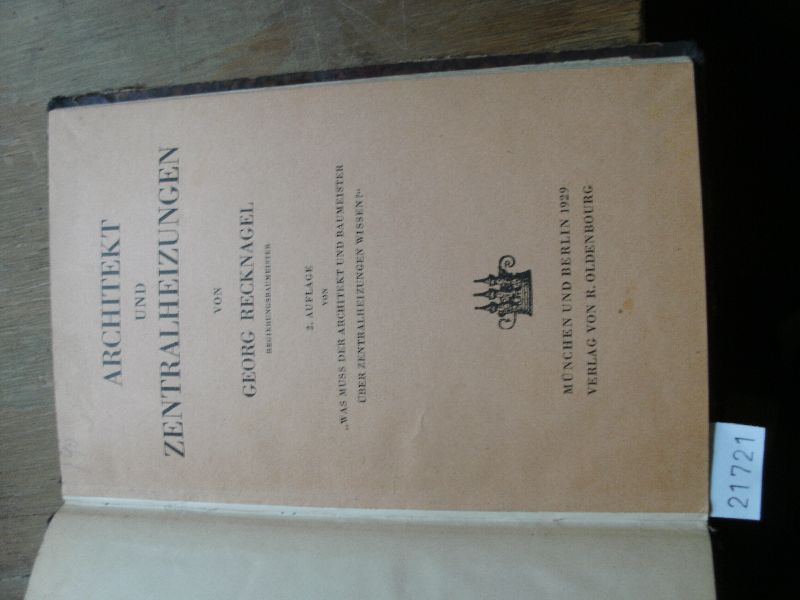 ARCHITEKT
UND
ZENTRALHEIZUNGEN
VON
GEORG RECKNAGEL
REGIERUNGSBAUMEISTER
2. AUFLAGE
VON
„WAS MUSS DER ARCHITEKT UND BAUMEISTER
ÜBER ZENTRALHEIZUNGEN WISSEN?“
MÜNCHEN UND BERLIN 1929
VERLAG VON R. OLDENBOURG
21721